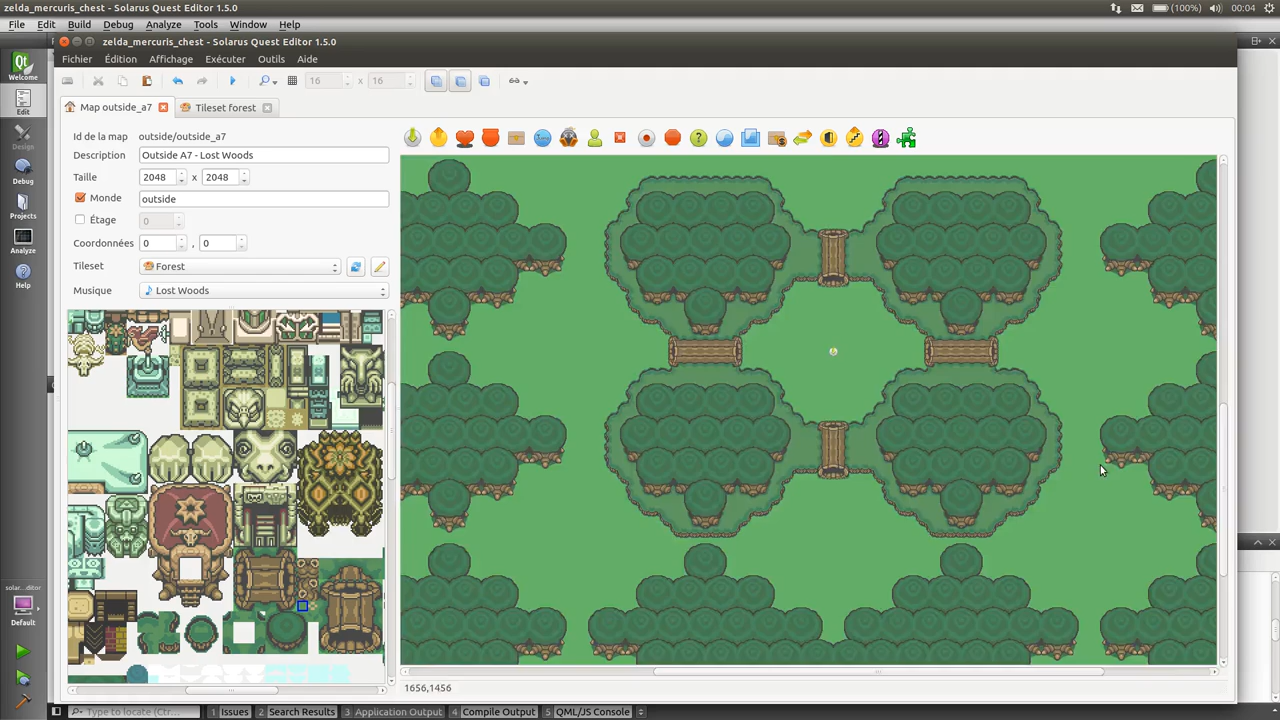 zelda_mercuris_chest - Solarus Quest Editor 1.5.0
(100%)
00:04
File Edit Build Debug Analyze Tools Window Help
zelda_mercuris_chest - Solarus Quest Editor 1.5.0
Fichier Édition Affichage Exécuter Outils Aide
16 x 16
Map outside_a7
Tileset forest
Id de la map outside/outside_a7
Description Outside A7 - Lost Woods
Taille 2048 x 2048
Monde outside
Étage 0
Coordonnées 0 , 0
Tileset Forest
Musique Lost Woods
Qt
Welcome
Edit
Design
Debug
Projects
Analyze
Help
solar...ditor
Default
1656,1456
Type to locate (Ctrl...
1 Issues 2 Search Results 3 Application Output 4 Compile Output 5 QML/JS Console